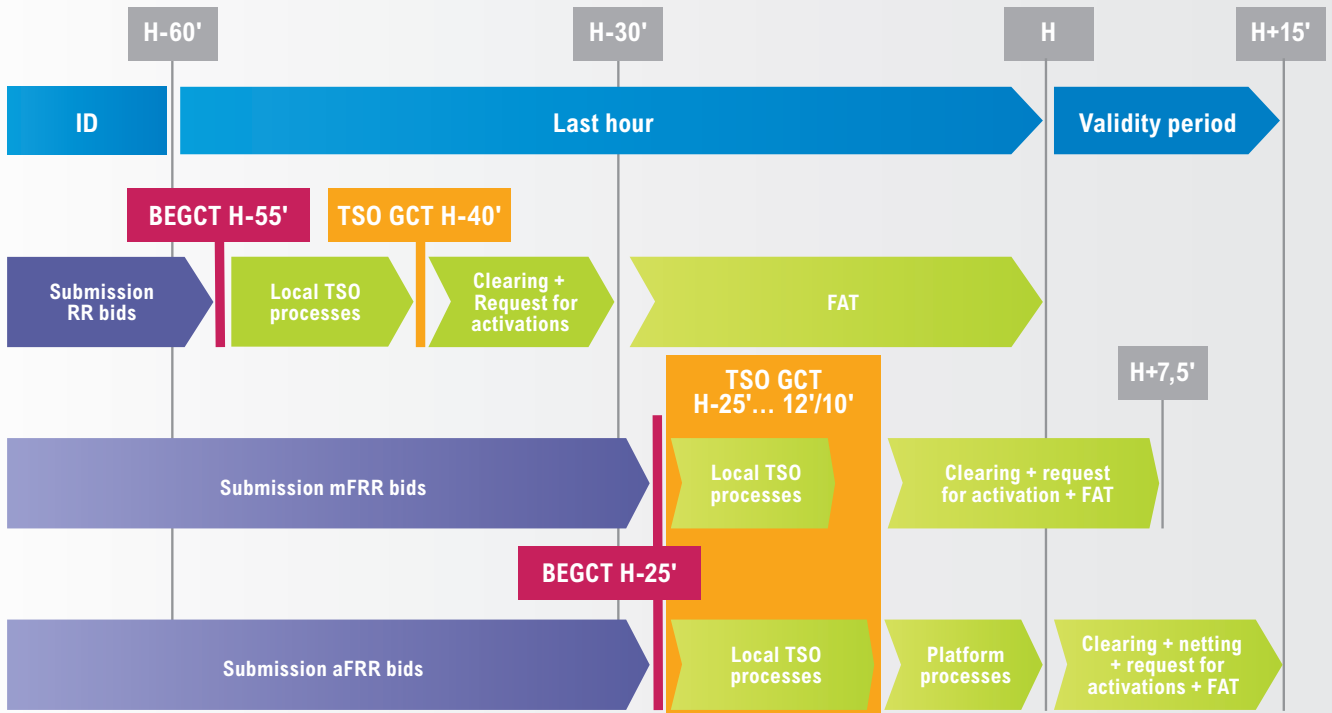 H-60'
H-30'
H
H+15'
ID
Last hour
Validity period
BEGCT H-55'
TSO GCT H-40'
Submission
RR bids
Local TSO
processes
Clearing +
Request for
activations
FAT
TSO GCT
H-25'... 12'/10'
H+7,5'
Submission mFRR bids
Local TSO
processes
Clearing + request
for activation + FAT
BEGCT H-25'
Submission aFRR bids
Local TSO
processes
Platform
processes
Clearing + netting
+ request for
activations + FAT